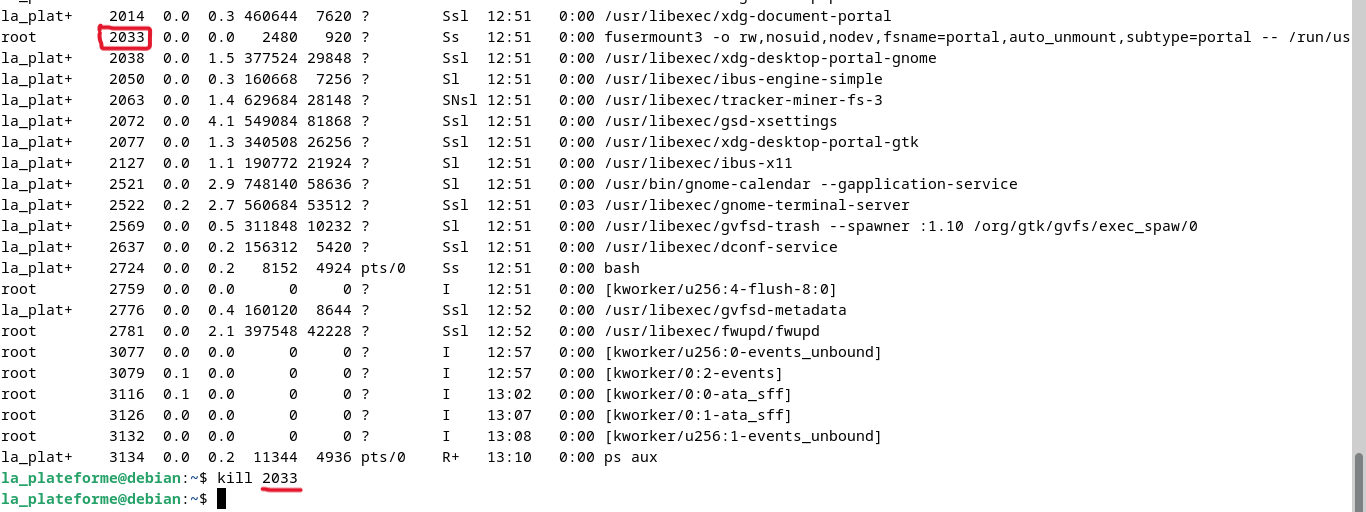 la_plat+    2014  0.0  0.3 460644  7620 ?        Ssl  12:51   0:00 /usr/libexec/xdg-document-portal
root        2033  0.0  0.0   2480   920 ?        Ss   12:51   0:00 fusermount3 -o rw,nosuid,nodev,fsname=portal,auto_unmount,subtype=portal -- /run/us
la_plat+    2038  0.0  1.5 377524 29848 ?        Ssl  12:51   0:00 /usr/libexec/xdg-desktop-portal-gnome
la_plat+    2050  0.0  0.3 160668  7256 ?        Sl   12:51   0:00 /usr/libexec/ibus-engine-simple
la_plat+    2063  0.0  1.4 629684 28148 ?        SNsl 12:51   0:00 /usr/libexec/tracker-miner-fs-3
la_plat+    2072  0.0  4.1 549084 81868 ?        Ssl  12:51   0:00 /usr/libexec/gsd-xsettings
la_plat+    2077  0.0  1.3 340508 26256 ?        Ssl  12:51   0:00 /usr/libexec/xdg-desktop-portal-gtk
la_plat+    2127  0.0  1.1 190772 21924 ?        Sl   12:51   0:00 /usr/libexec/ibus-x11
la_plat+    2521  0.0  2.9 748140 58636 ?        Sl   12:51   0:00 /usr/bin/gnome-calendar --gapplication-service
la_plat+    2522  0.2  2.7 560684 53512 ?        Ssl  12:51   0:03 /usr/libexec/gnome-terminal-server
la_plat+    2569  0.0  0.5 311848 10232 ?        Sl   12:51   0:00 /usr/libexec/gvfsd-trash --spawner :1.10 /org/gtk/gvfs/exec_spaw/0
la_plat+    2637  0.0  0.2 156312  5420 ?        Ssl  12:51   0:00 /usr/libexec/dconf-service
la_plat+    2724  0.0  0.2   8152  4924 pts/0    Ss   12:51   0:00 bash
root        2759  0.0  0.0      0     0 ?        I    12:51   0:00 [kworker/u256:4-flush-8:0]
la_plat+    2776  0.0  0.4 160120  8644 ?        Ssl  12:52   0:00 /usr/libexec/gvfsd-metadata
root        2781  0.0  2.1 397548 42228 ?        Ssl  12:52   0:00 /usr/libexec/fwupd/fwupd
root        3077  0.0  0.0      0     0 ?        I    12:57   0:00 [kworker/u256:0-events_unbound]
root        3079  0.1  0.0      0     0 ?        I    12:57   0:00 [kworker/0:2-events]
root        3116  0.1  0.0      0     0 ?        I    13:02   0:00 [kworker/0:0-ata_sff]
root        3126  0.0  0.0      0     0 ?        I    13:07   0:00 [kworker/0:1-ata_sff]
root        3132  0.0  0.0      0     0 ?        I    13:08   0:00 [kworker/u256:1-events_unbound]
la_plat+    3134  0.0  0.2  11344  4936 pts/0    R+   13:10   0:00 ps aux
la_plateforme@debian:~$ kill 2033
la_plateforme@debian:~$